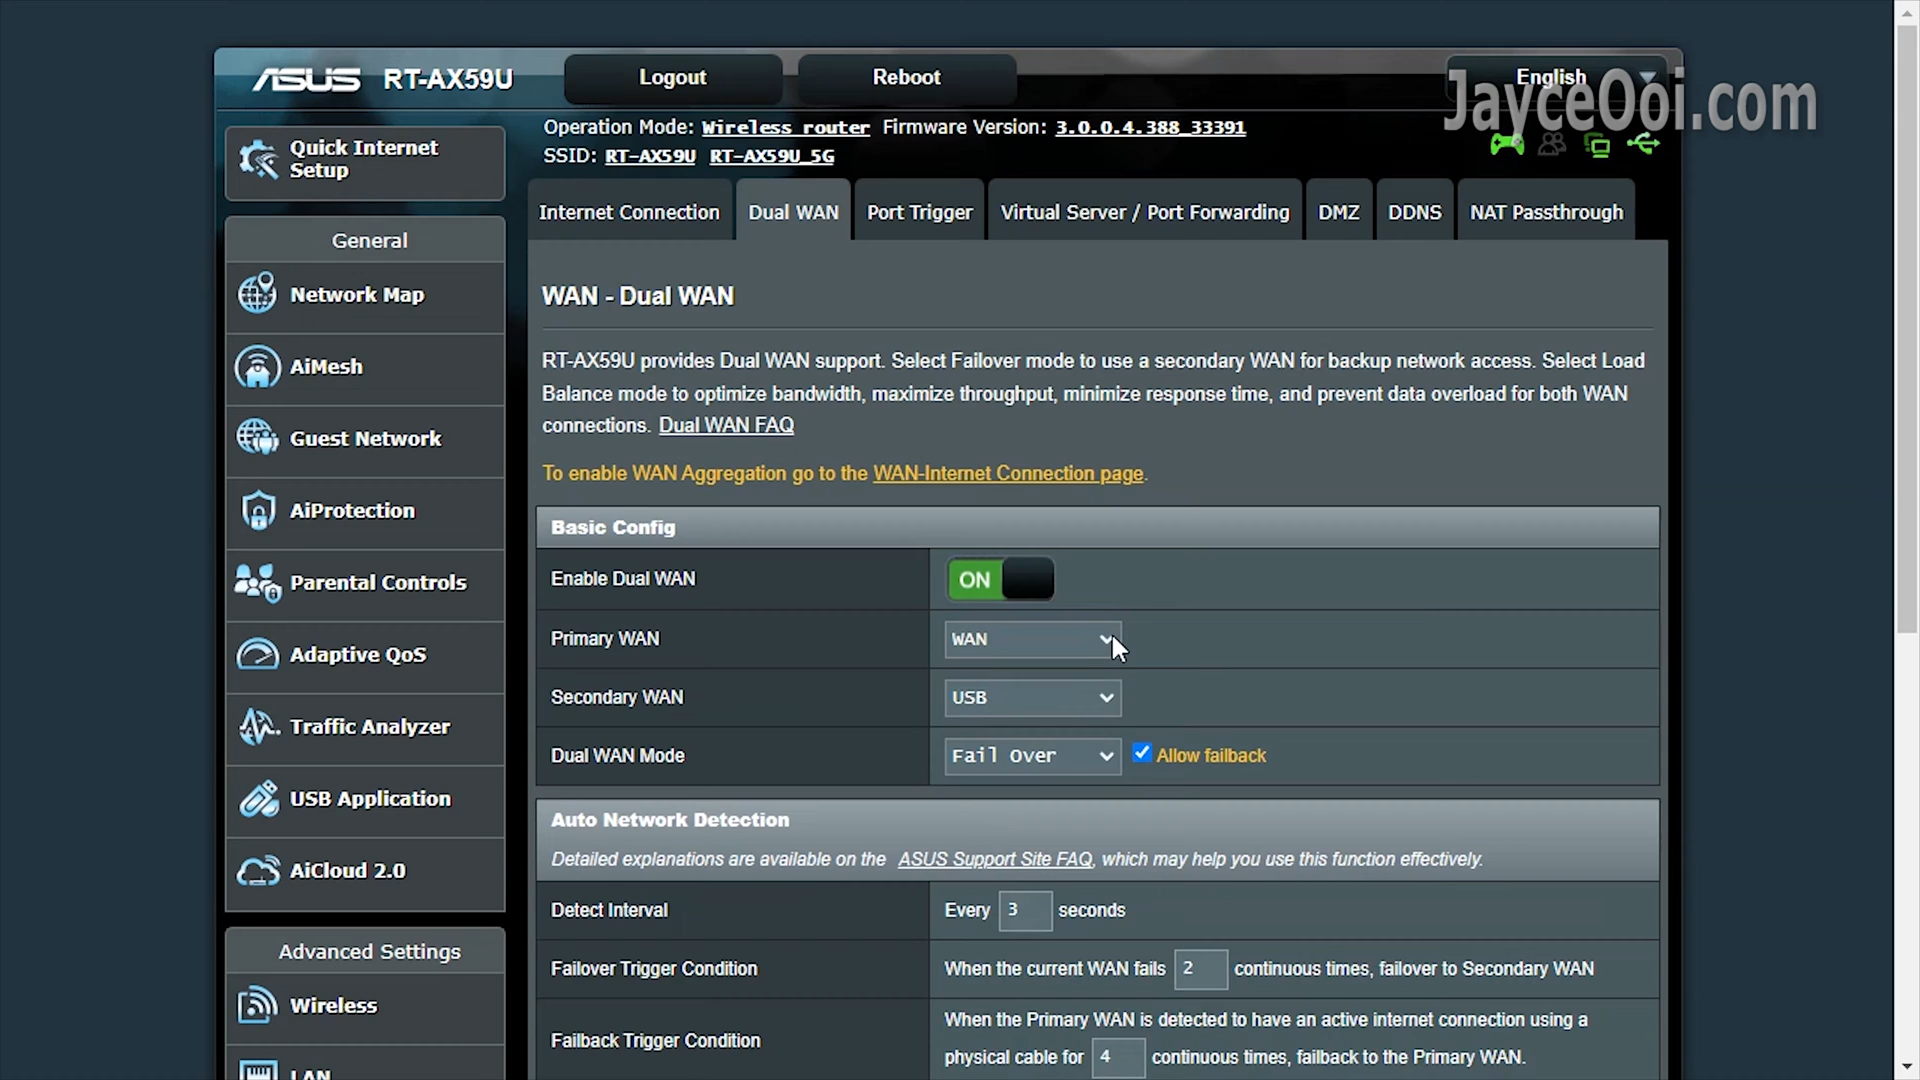 ASUS RT-AX59U Logout Reboot English
JayceOoi.com
Operation Mode: Wireless router Firmware Version: 3.0.0.4.388_33391
SSID: RT-AX59U RT-AX59U_5G
Quick Internet
Setup
General
Network Map
AiMesh
Guest Network
AiProtection
Parental Controls
Adaptive QoS
Traffic Analyzer
USB Application
AiCloud 2.0
Advanced Settings
Wireless
LAN
Internet Connection Dual WAN Port Trigger Virtual Server / Port Forwarding DMZ DDNS NAT Passthrough
WAN - Dual WAN
RT-AX59U provides Dual WAN support. Select Failover mode to use a secondary WAN for backup network access. Select Load
Balance mode to optimize bandwidth, maximize throughput, minimize response time, and prevent data overload for both WAN
connections. Dual WAN FAQ
To enable WAN Aggregation go to the WAN-Internet Connection page.
Basic Config
Enable Dual WAN ON
Primary WAN WAN
Secondary WAN USB
Dual WAN Mode Fail Over Allow failback
Auto Network Detection
Detailed explanations are available on the ASUS Support Site FAQ, which may help you use this function effectively.
Detect Interval Every 3 seconds
Failover Trigger Condition When the current WAN fails 2 continuous times, failover to Secondary WAN
Failback Trigger Condition When the Primary WAN is detected to have an active internet connection using a
physical cable for 4 continuous times, failback to the Primary WAN.